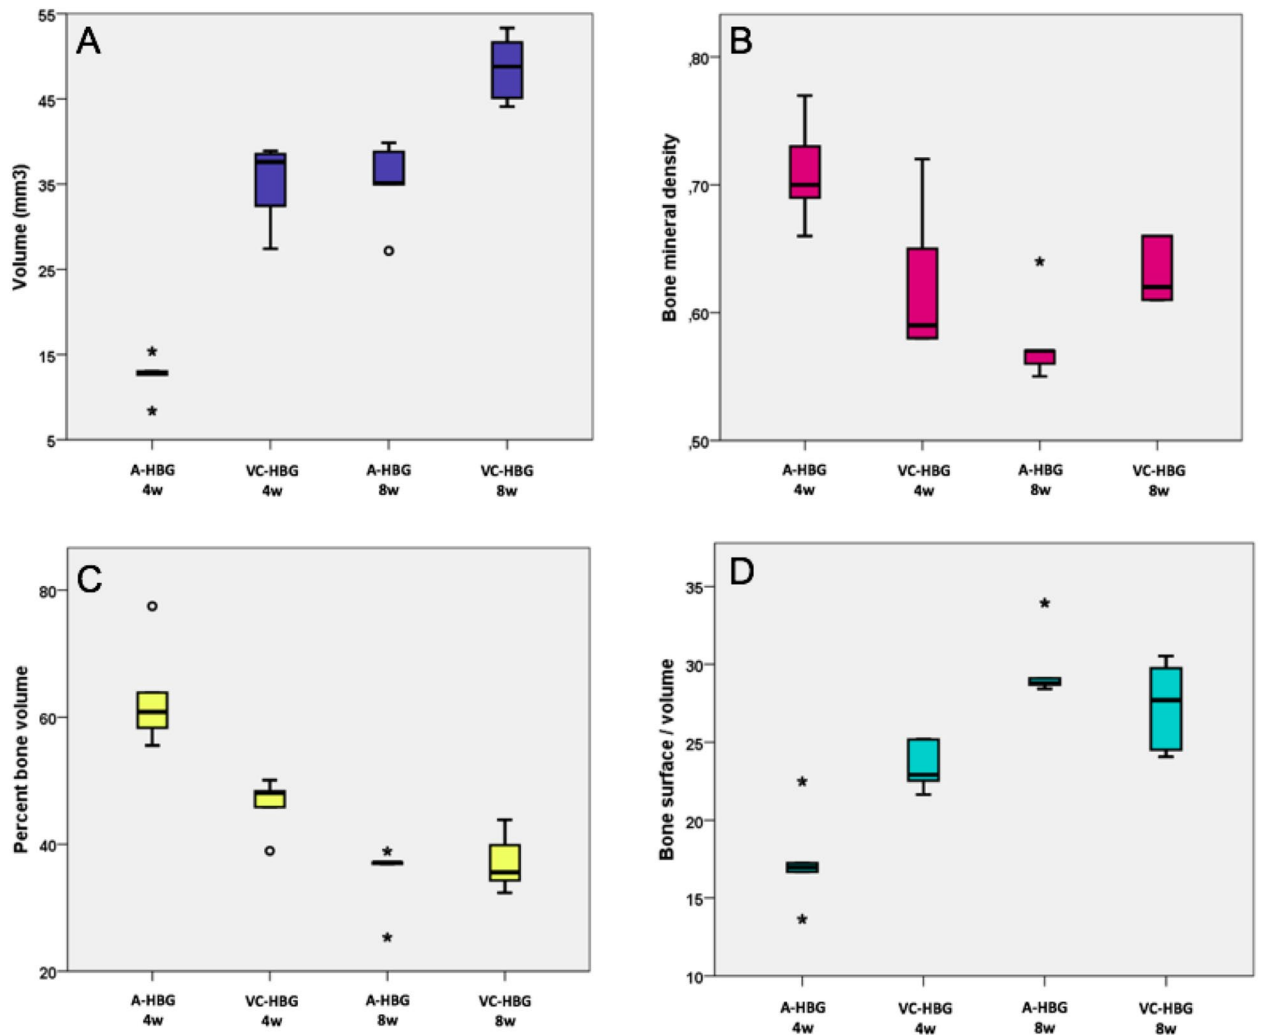 A
Volume (mm3)
55
45
35
25
15
5
A-HBG
4w
VC-HBG
4w
A-HBG
8w
VC-HBG
8w
B
Bone mineral density
,80
,70
,60
,50
A-HBG
4w
VC-HBG
4w
A-HBG
8w
VC-HBG
8w
C
Percent bone volume
80
60
40
20
A-HBG
4w
VC-HBG
4w
A-HBG
8w
VC-HBG
8w
D
Bone surface / volume
35
30
25
20
15
10
A-HBG
4w
VC-HBG
4w
A-HBG
8w
VC-HBG
8w